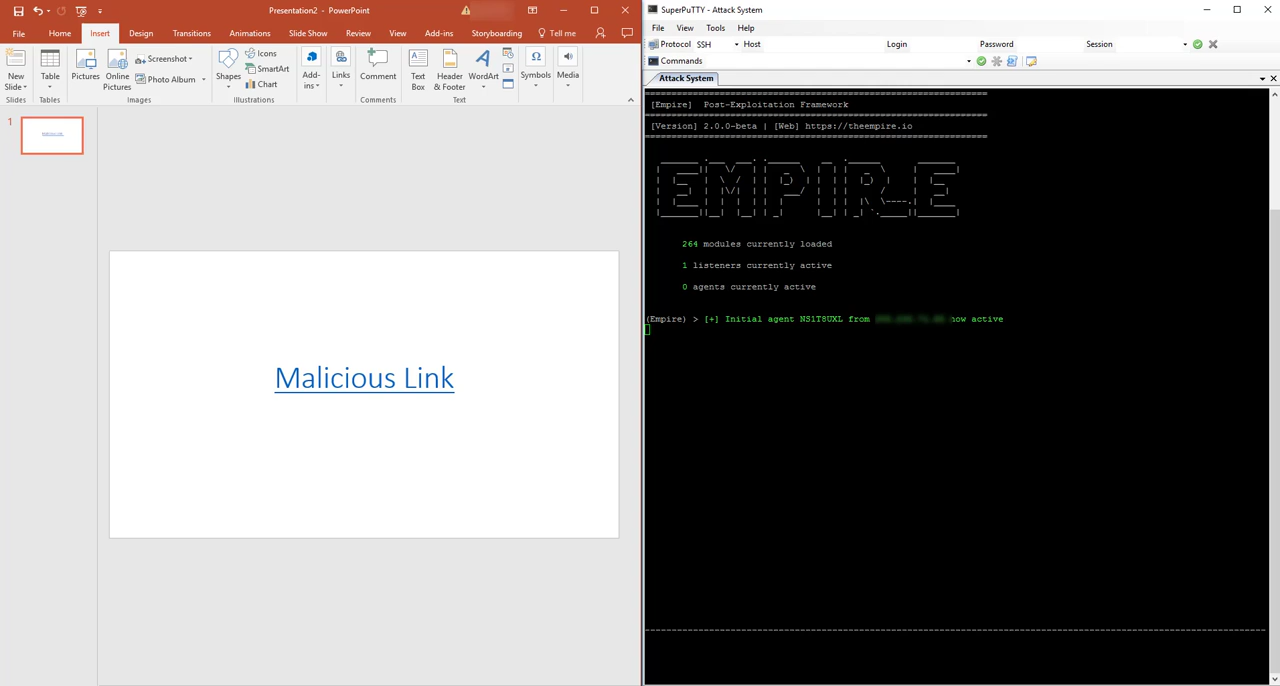 Presentation2 - PowerPoint
File Home Insert Design Transitions Animations Slide Show Review View Add-ins Storyboarding Tell me
New Slide
Table
Pictures
Online Pictures
Screenshot
Photo Album
Shapes
Icons
SmartArt
Chart
Add-ins
Links
Comment
Text Box
Header & Footer
WordArt
Symbols
Media
Slides Tables Images Illustrations Comments Text
1
Malicious Link
Malicious Link
SuperPuTTY - Attack System
File View Tools Help
Protocol SSH Host Login Password Session
Commands
Attack System
[Empire] Post-Exploitation Framework
[Version] 2.0.0-beta | [Web] https://theempire.io
EMPIRE
264 modules currently loaded
1 listeners currently active
0 agents currently active
(Empire) > [+] Initial agent NS1T8UXL from now active